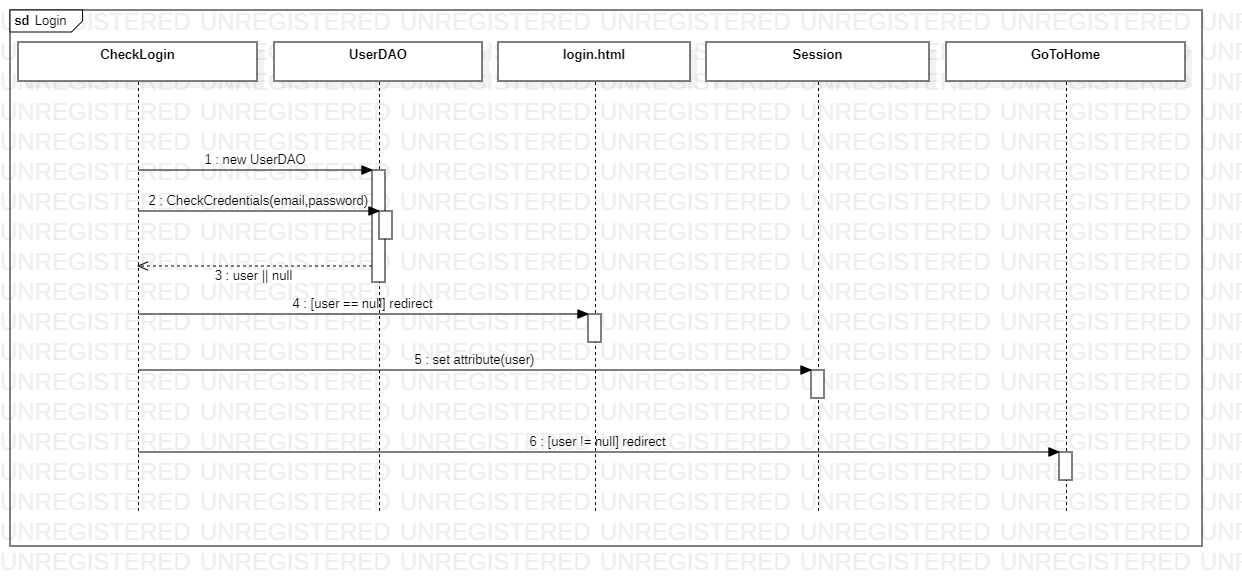 sd Login
CheckLogin
UserDAO
login.html
Session
GoToHome
1 : new UserDAO
2 : CheckCredentials(email,password)
3 : user || null
4 : [user == null] redirect
5 : set attribute(user)
6 : [user != null] redirect
UNREGISTERED UNREGISTERED UNREGISTERED UNREGISTERED UNREGISTERED UNREGISTERED